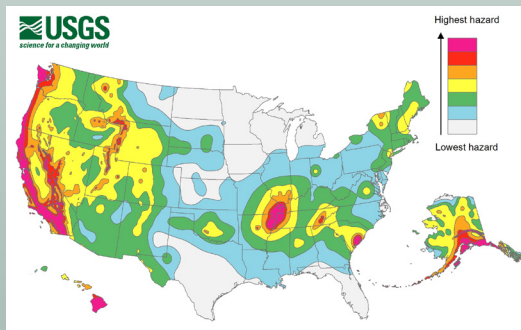 USGS
science for a changing world
Highest hazard
Lowest hazard